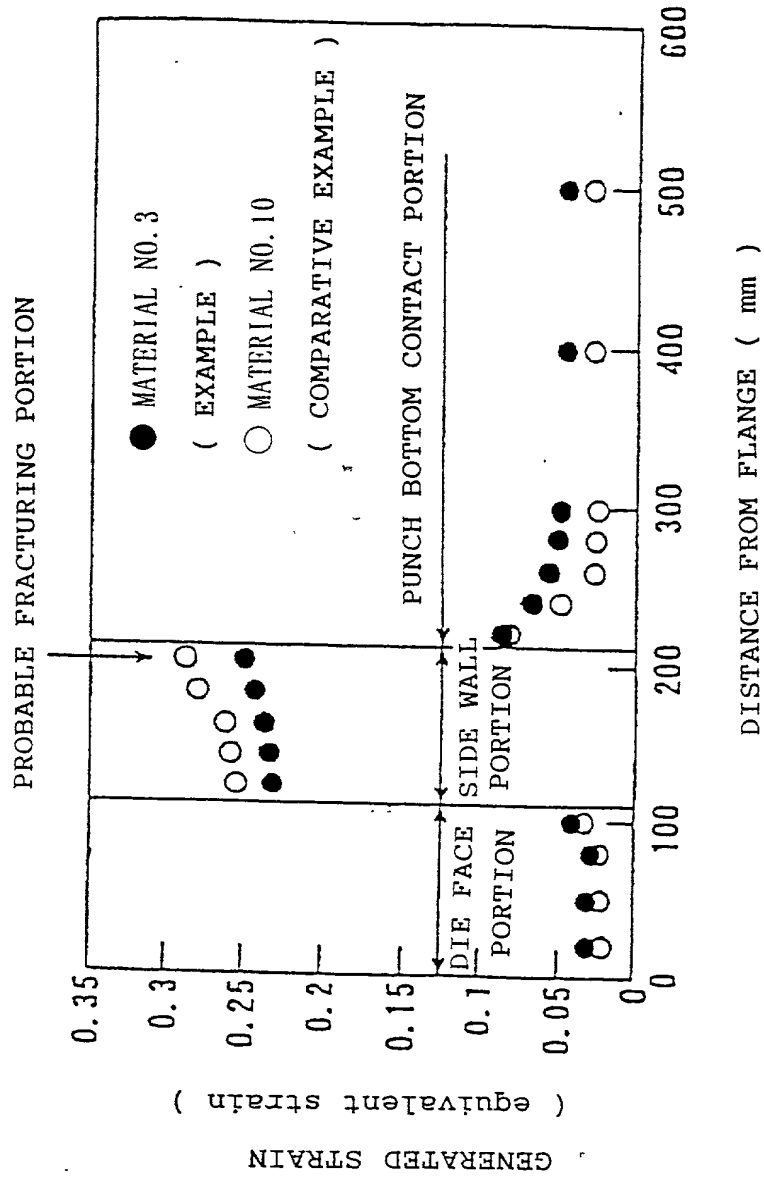 PROBABLE FRACTURING PORTION
● MATERIAL NO.3
( EXAMPLE )
○ MATERIAL NO.10
( COMPARATIVE EXAMPLE )
PUNCH BOTTOM CONTACT PORTION
SIDE WALL
PORTION
DIE FACE
PORTION
0.35
0.3
0.25
0.2
0.15
0.1
0.05
0
GENERATED STRAIN
( equivalent strain )
0
100
200
300
400
500
600
DISTANCE FROM FLANGE ( mm )